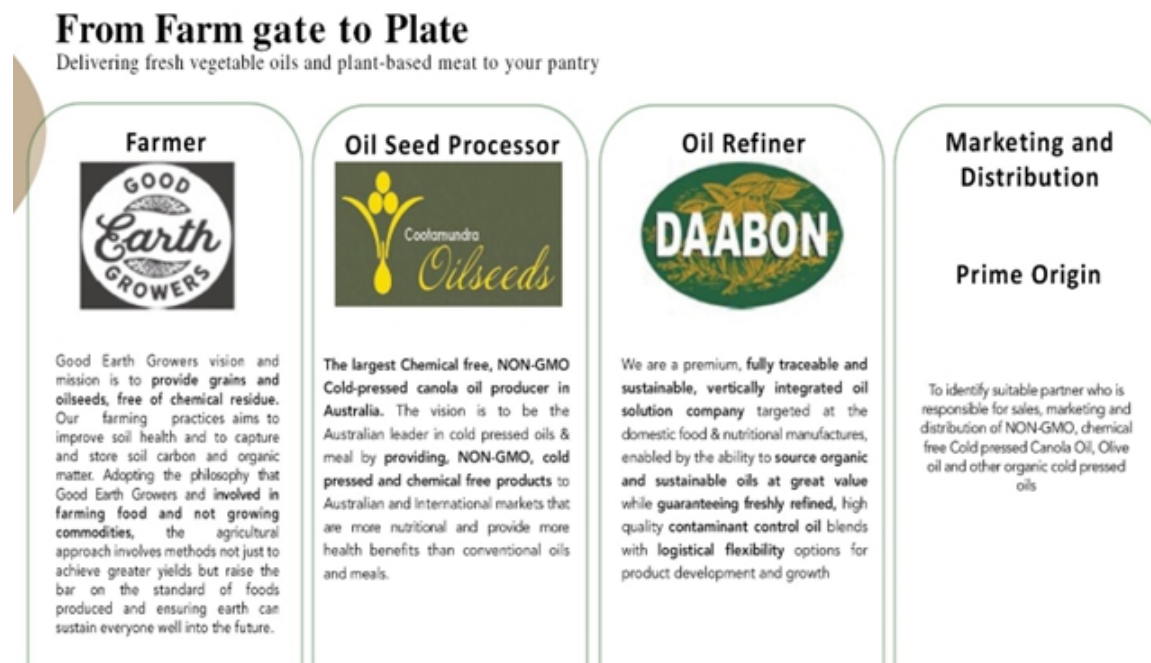 From Farm gate to Plate
Delivering fresh vegetable oils and plant-based meat to your pantry
Farmer
GOOD
Earth
GROWERS
Good Earth Growers vision and
mission is to provide grains and
oilseeds, free of chemical residue.
Our farming practices aims to
improve soil health and to capture
and store soil carbon and organic
matter. Adopting the philosophy that
Good Earth Growers and involved in
farming food and not growing
commodities, the agricultural
approach involves methods not just to
achieve greater yields but raise the
bar on the standard of foods
produced and ensuring earth can
sustain everyone well into the future.
Oil Seed Processor
Cootamundra
Oilseeds
The largest Chemical free, NON-GMO
Cold-pressed canola oil producer in
Australia. The vision is to be the
Australian leader in cold pressed oils &
meal by providing, NON-GMO, cold
pressed and chemical free products to
Australian and International markets that
are more nutritional and provide more
health benefits than conventional oils
and meals.
Oil Refiner
DAABON
We are a premium, fully traceable and
sustainable, vertically integrated oil
solution company targeted at the
domestic food & nutritional manufactures,
enabled by the ability to source organic
and sustainable oils at great value
while guaranteeing freshly refined, high
quality contaminant control oil blends
with logistical flexibility options for
product development and growth
Marketing and
Distribution
Prime Origin
To identify suitable partner who is
responsible for sales, marketing and
distribution of NON-GMO, chemical
free Cold pressed Canola Oil, Olive
oil and other organic cold pressed
oils